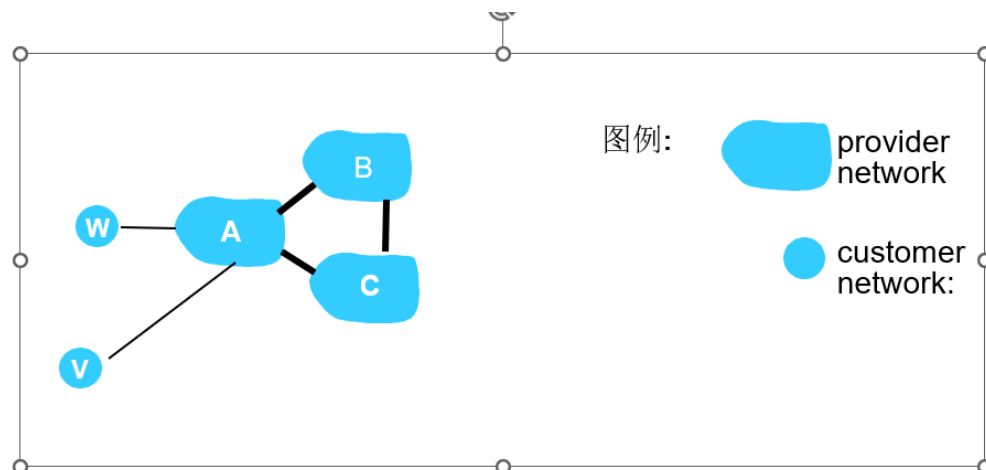 B
W
A
C
V
图例:
provider
network
customer
network: